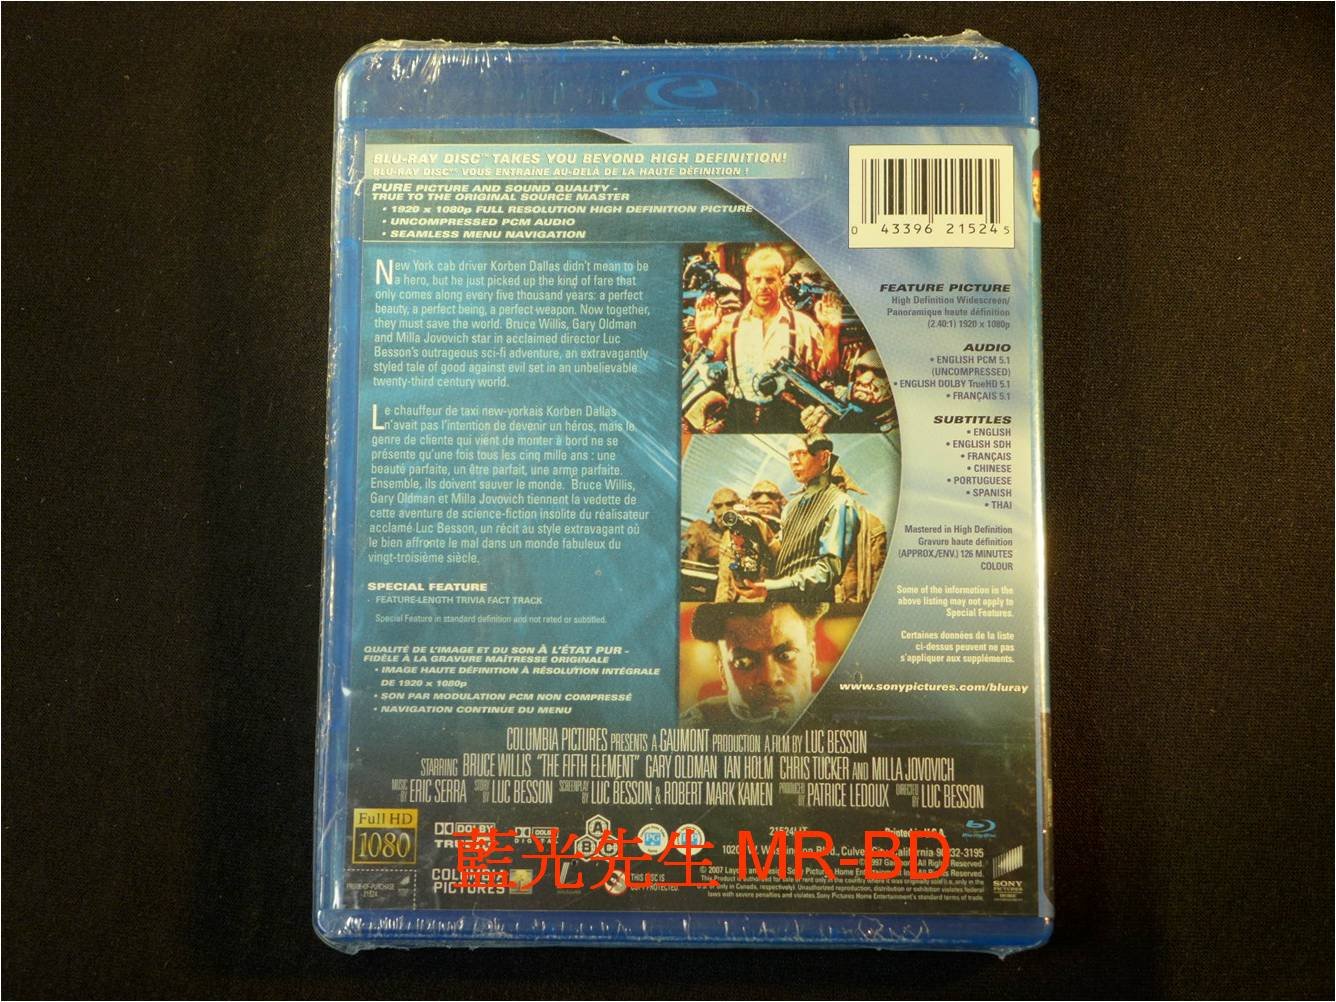 BLU-RAY DISC™ TAKES YOU BEYOND HIGH DEFINITION!
BLU-RAY DISC™ VOUS ENTRAÎNE AU-DELÀ DE LA HAUTE DÉFINITION !
PURE PICTURE AND SOUND QUALITY -
TRUE TO THE ORIGINAL SOURCE MASTER
• 1920 x 1080p FULL RESOLUTION HIGH DEFINITION PICTURE
• UNCOMPRESSED PCM AUDIO
• SEAMLESS MENU NAVIGATION
New York cab driver Korben Dallas didn't mean to be
a hero, but he just picked up the kind of fare that
only comes along every five thousand years: a perfect
beauty, a perfect being, a perfect weapon. Now together,
they must save the world. Bruce Willis, Gary Oldman
and Milla Jovovich star in acclaimed director Luc
Besson's outrageous sci-fi adventure, an extravagantly
styled tale of good against evil set in an unbelievable
twenty-third century world.
Le chauffeur de taxi new-yorkais Korben Dallas
n'avait pas l'intention de devenir un héros, mais le
genre de cliente qui vient de monter à bord ne se
présente qu'une fois tous les cinq mille ans : une
beauté parfaite, un être parfait, une arme parfaite.
Ensemble, ils doivent sauver le monde. Bruce Willis,
Gary Oldman et Milla Jovovich tiennent la vedette de
cette aventure de science-fiction insolite du réalisateur
acclamé Luc Besson, un récit au style extravagant où
le bien affronte le mal dans un monde fabuleux du
vingt-troisième siècle.
SPECIAL FEATURE
· FEATURE-LENGTH TRIVIA FACT TRACK
Special Feature in standard definition and not rated or subtitled.
QUALITÉ DE L'IMAGE ET DU SON À L'ÉTAT PUR -
FIDÈLE À LA GRAVURE MAÎTRESSE ORIGINALE
• IMAGE HAUTE DÉFINITION À RÉSOLUTION INTÉGRALE
DE 1920 x 1080p
• SON PAR MODULATION PCM NON COMPRESSÉ
• NAVIGATION CONTINUE DU MENU
0 43396 21524 5
FEATURE PICTURE
High Definition Widescreen/
Panoramique haute définition
(2.40:1) 1920 x 1080p
AUDIO
• ENGLISH PCM 5.1
(UNCOMPRESSED)
• ENGLISH DOLBY TrueHD 5.1
• FRANÇAIS 5.1
SUBTITLES
• ENGLISH
• ENGLISH SDH
• FRANÇAIS
• CHINESE
• PORTUGUESE
• SPANISH
• THAI
Mastered in High Definition
Gravure haute définition
(APPROX./ENV.) 126 MINUTES
COLOUR
Some of the information in the
above listing may not apply to
Special Features.
Certaines données de la liste
ci-dessus peuvent ne pas
s'appliquer aux suppléments.
www.sonypictures.com/bluray
COLUMBIA PICTURES PRESENTS A GAUMONT PRODUCTION A FILM BY LUC BESSON
STARRING BRUCE WILLIS "THE FIFTH ELEMENT" GARY OLDMAN IAN HOLM CHRIS TUCKER AND MILLA JOVOVICH
MUSIC BY ERIC SERRA STORY BY LUC BESSON SCREENPLAY BY LUC BESSON & ROBERT MARK KAMEN PRODUCED BY PATRICE LEDOUX DIRECTED BY LUC BESSON
Full HD
1080
DOLBY
DOLBY
DIGITAL
A B C
Blu-ray Disc
藍光先生 MR-BD
PROOF-OF-PURCHASE
21524
THIS DISC IS
COPY PROTECTED.
SONY
PICTURES